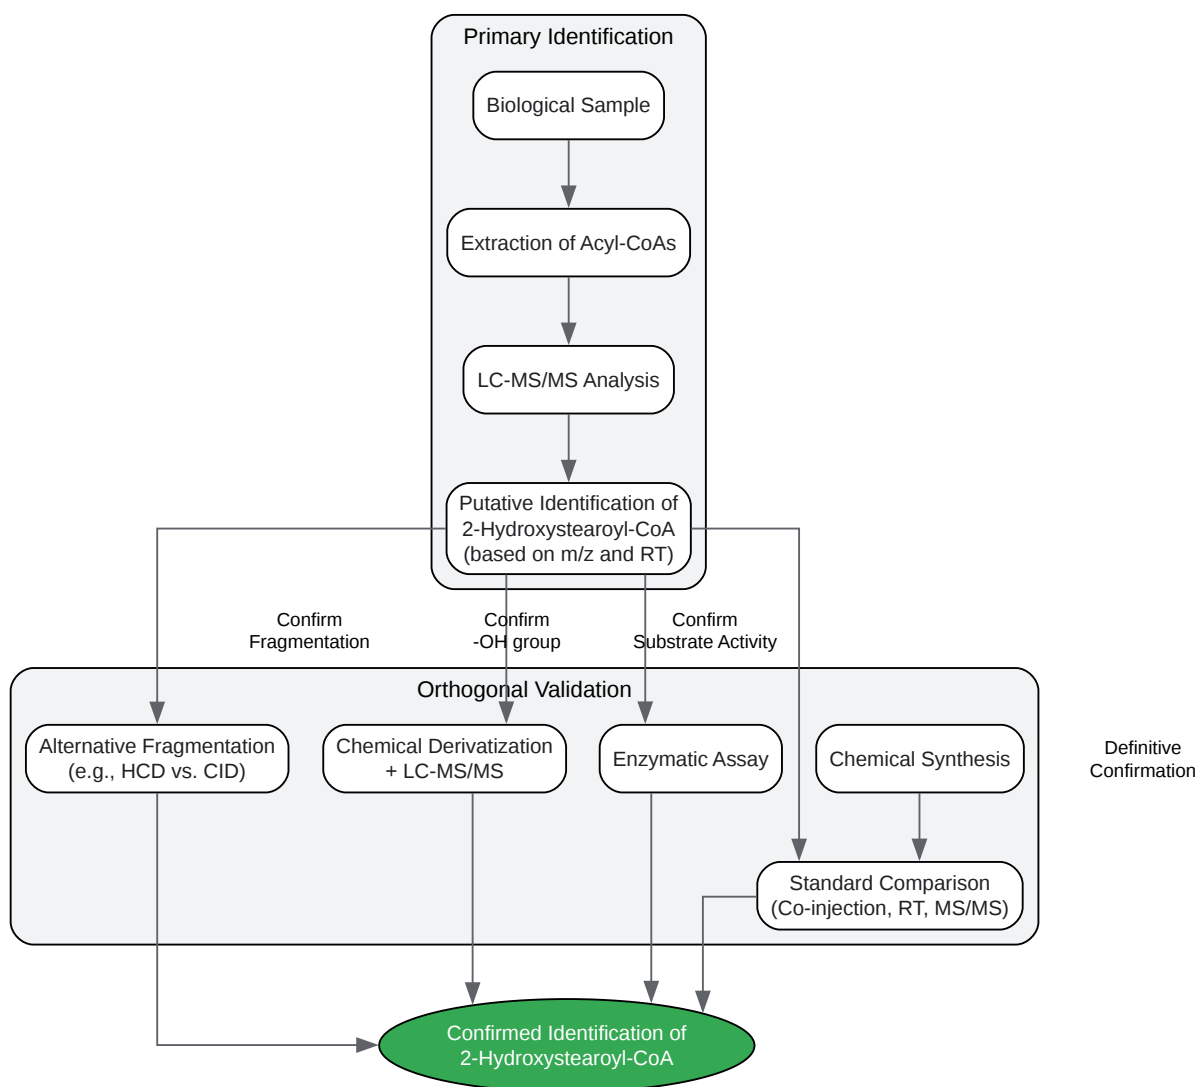 Primary Identification
Biological Sample
Extraction of Acyl-CoAs
LC-MS/MS Analysis
Putative Identification of
2-Hydroxystearoyl-CoA
(based on m/z and RT)
Confirm
Fragmentation
Confirm
-OH group
Confirm
Substrate Activity
Orthogonal Validation
Alternative Fragmentation
(e.g., HCD vs. CID)
Chemical Derivatization
+ LC-MS/MS
Enzymatic Assay
Chemical Synthesis
Definitive
Confirmation
Standard Comparison
(Co-injection, RT, MS/MS)
Confirmed Identification of
2-Hydroxystearoyl-CoA